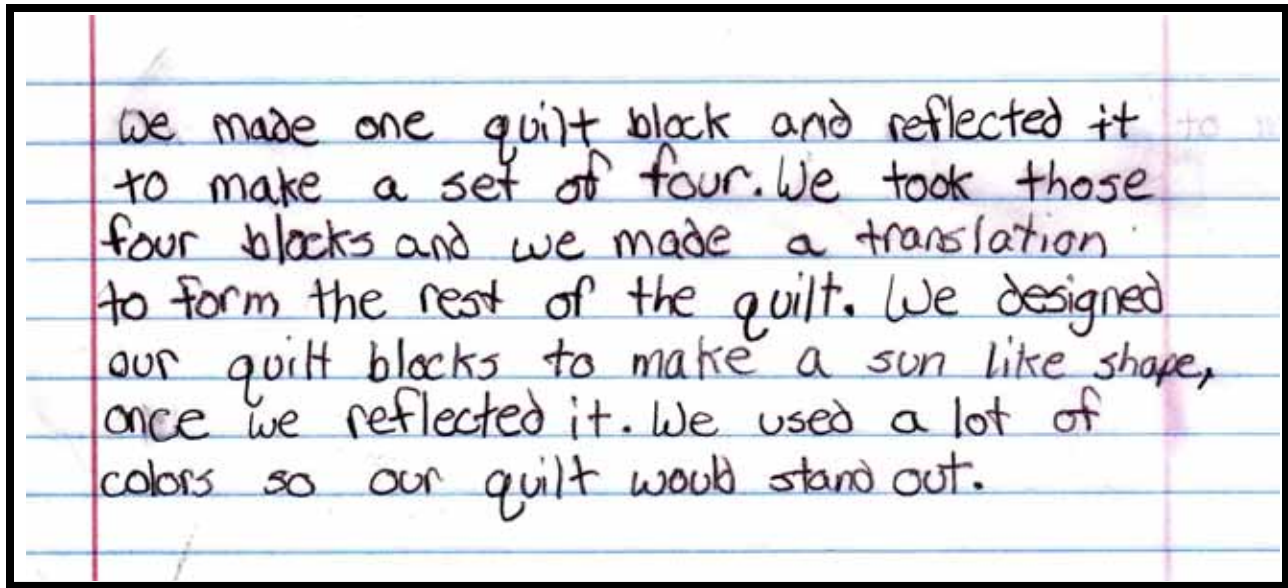 We made one quilt block and reflected it
to make a set of four. We took those
four blocks and we made a translation
to form the rest of the quilt. We designed
our quilt blocks to make a sun like shape,
once we reflected it. We used a lot of
colors so our quilt would stand out.